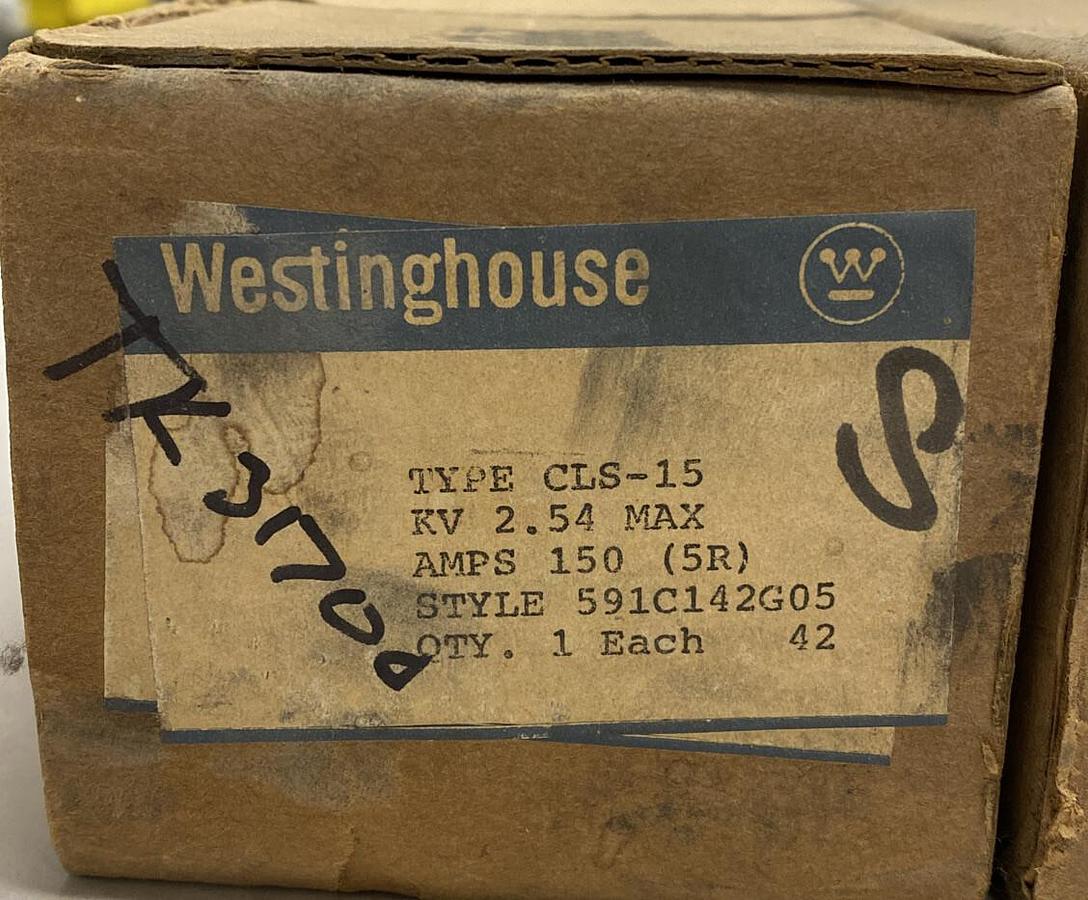 Westinghouse
TYPE CLS-15
KV 2.54 MAX
AMPS 150 (5R)
STYLE 591C142G05
QTY. 1 Each 42